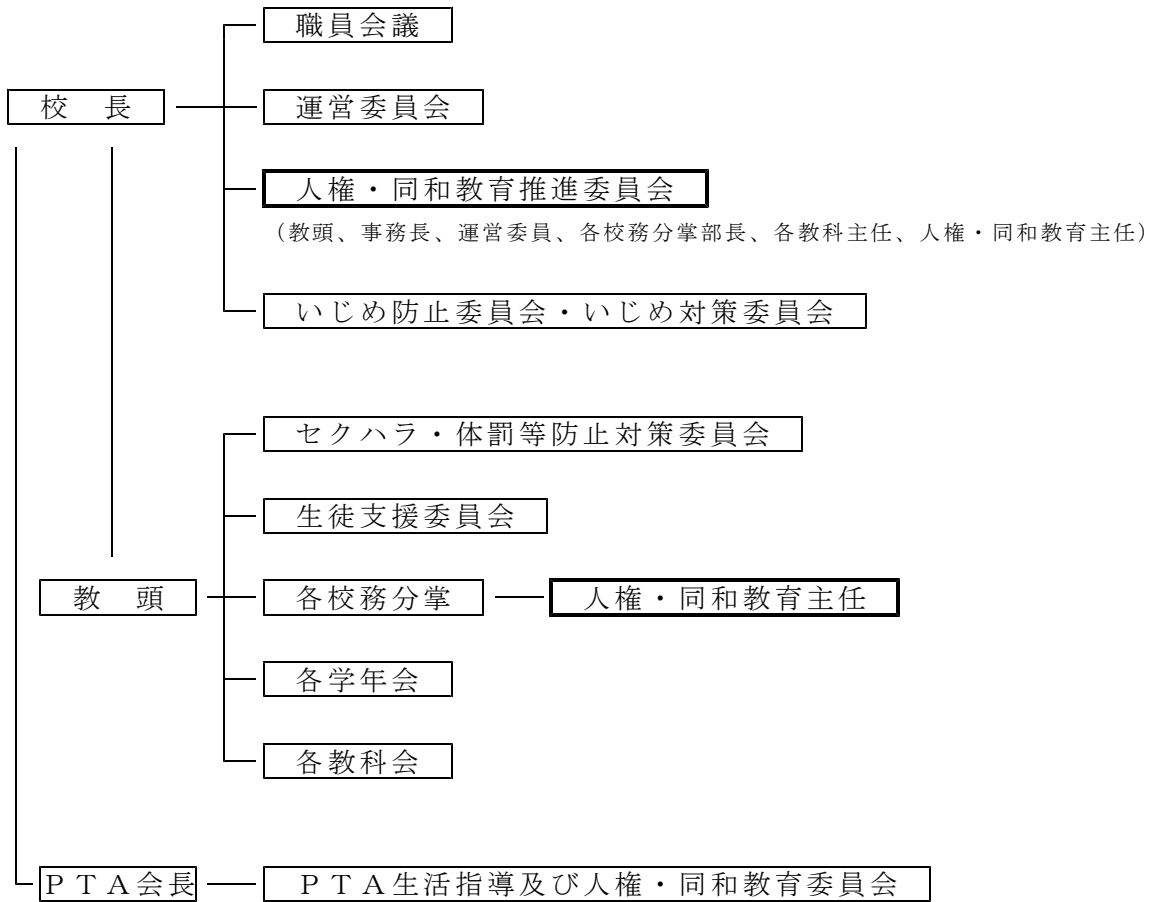 職員会議
校　長
運営委員会
人権・同和教育推進委員会
（教頭、事務長、運営委員、各校務分掌部長、各教科主任、人権・同和教育主任）
いじめ防止委員会・いじめ対策委員会
セクハラ・体罰等防止対策委員会
生徒支援委員会
教　頭
各校務分掌
人権・同和教育主任
各学年会
各教科会
ＰＴＡ会長
ＰＴＡ生活指導及び人権・同和教育委員会